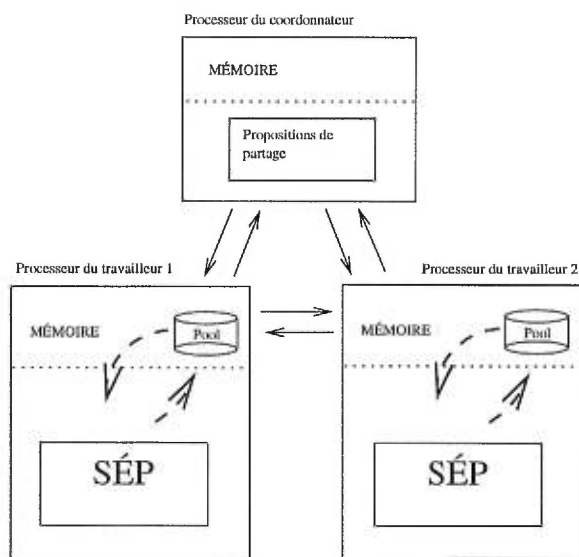 Processeur du coordonnateur
MÉMOIRE
Propositions de
partage
Processeur du travailleur 1
MÉMOIRE
Pool
SÉP
Processeur du travailleur 2
MÉMOIRE
Pool
SÉP